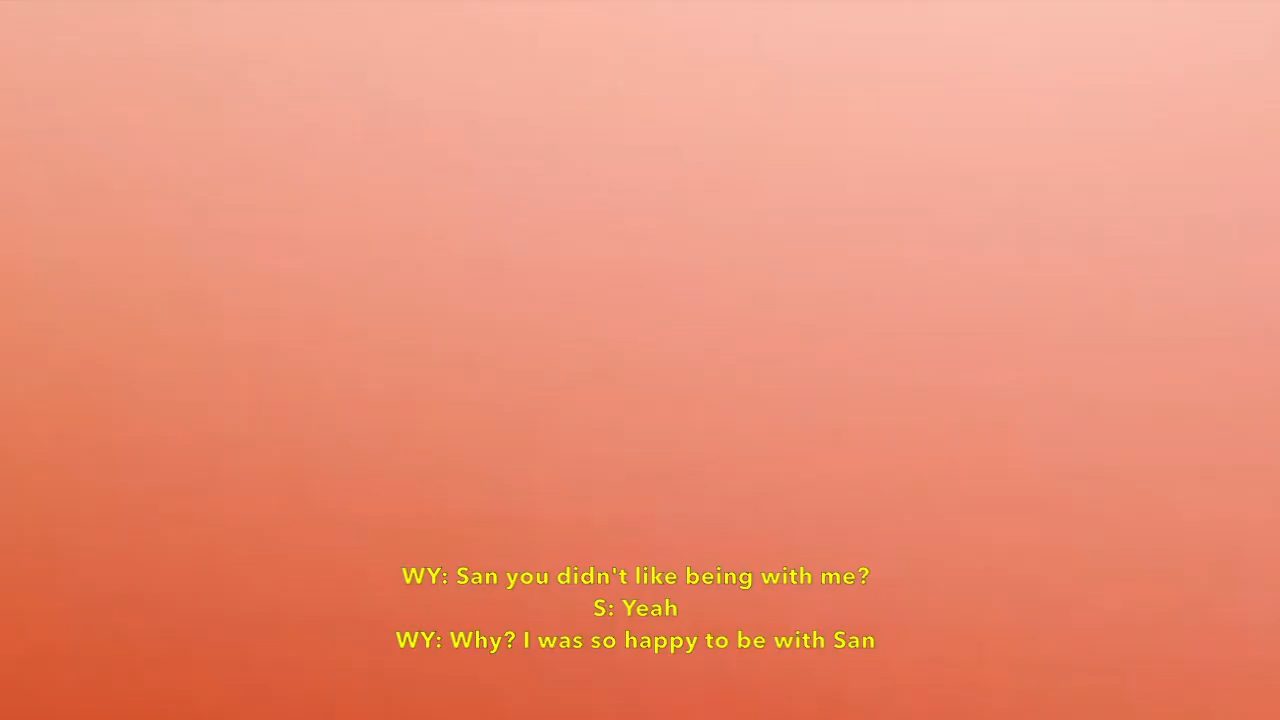 WY: San you didn't like being with me?
S: Yeah
WY: Why? I was so happy to be with San